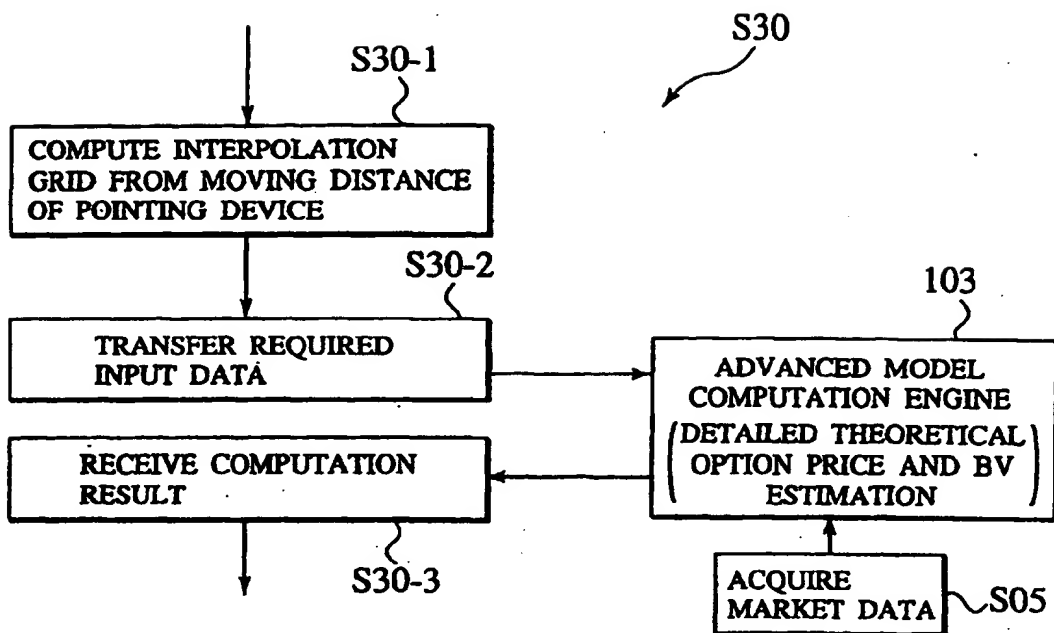 S30
S30-1
COMPUTE INTERPOLATION
GRID FROM MOVING DISTANCE
OF POINTING DEVICE
S30-2
TRANSFER REQUIRED
INPUT DATA
103
ADVANCED MODEL
COMPUTATION ENGINE
(DETAILED THEORETICAL
OPTION PRICE AND BV
ESTIMATION)
RECEIVE COMPUTATION
RESULT
S30-3
ACQUIRE
MARKET DATA
S05